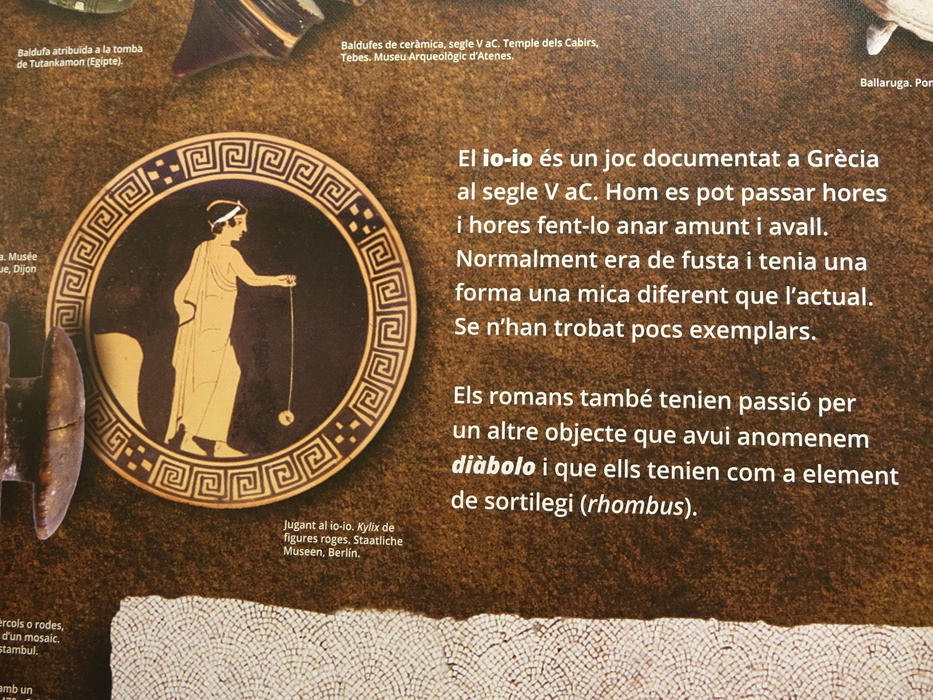 Baldufa atribuïda a la tomba
de Tutankamon (Egipte).
Baldufes de ceràmica, segle V aC. Temple dels Cabirs,
Tebes. Museu Arqueològic d'Atenes.
Ballaruga.
El io-io és un joc documentat a Grècia
al segle V aC. Hom es pot passar hores
i hores fent-lo anar amunt i avall.
Normalment era de fusta i tenia una
forma una mica diferent que l'actual.
Se n'han trobat pocs exemplars.
Musée
Dijon
Els romans també tenien passió per
un altre objecte que avui anomenem
diàbolo i que ells tenien com a element
de sortilegi (rhombus).
Jugant al io-io. Kylix de
figures roges. Staatliche
Museen, Berlín.
o rodes,
d'un mosaic.
amb un